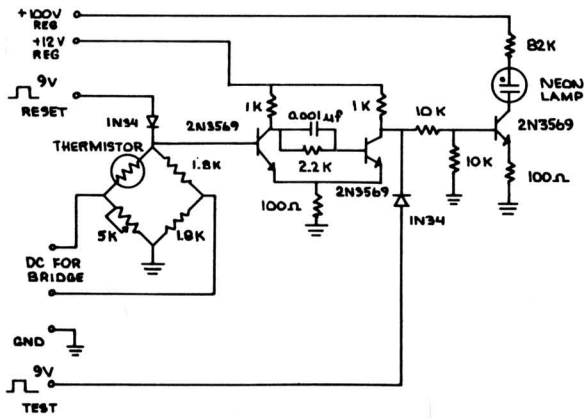 +100V
REG
+12V
REG
9V
RESET
1N34
THERMISTOR
1.8K
5K
1.8K
DC FOR
BRIDGE
GND
9V
TEST
2N3569
1K
0.001µf
2.2K
1K
100Ω
2N3569
10K
10K
1N34
82K
NEON
LAMP
2N3569
100Ω